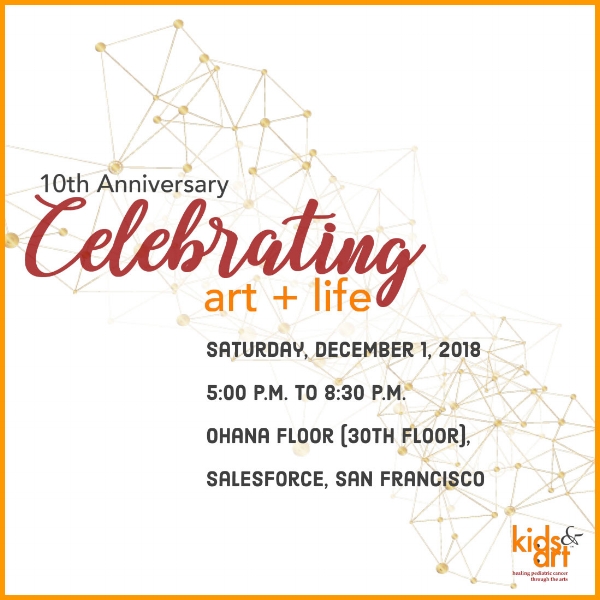 10th Anniversary
Celebrating
art + life
SATURDAY, DECEMBER 1, 2018
5:00 P.M. TO 8:30 P.M.
OHANA FLOOR (30TH FLOOR),
SALESFORCE, SAN FRANCISCO
kids &
art
healing pediatric cancer
through the arts